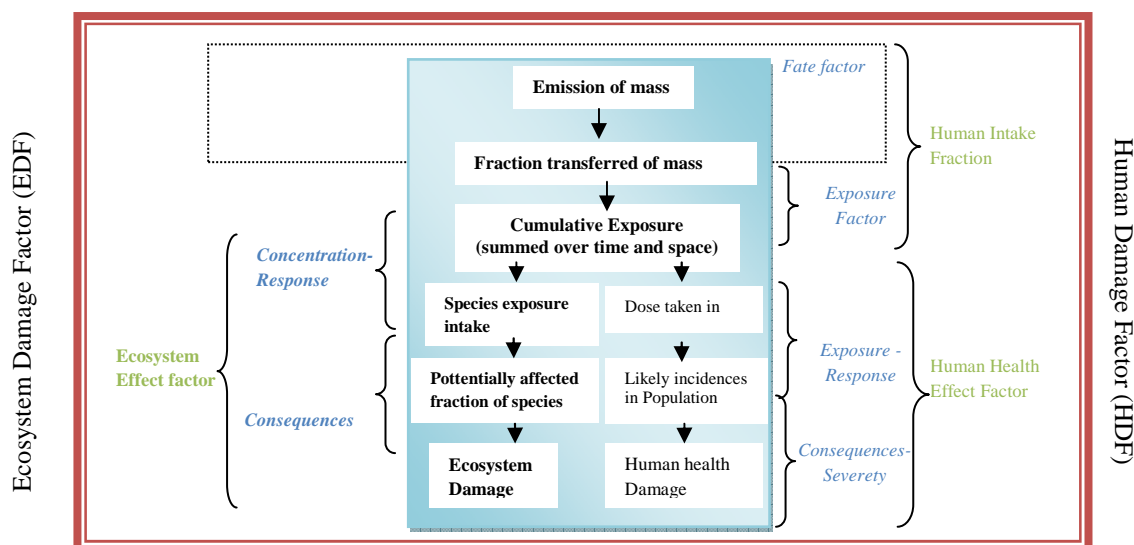 Ecosystem Damage Factor (EDF)
Fate factor
Emission of mass
Human Intake
Fraction
Fraction transferred of mass
Exposure
Factor
Cumulative Exposure
(summed over time and space)
Concentration-
Response
Species exposure
intake
Dose taken in
Exposure -
Response
Ecosystem
Effect factor
Pottentially affected
fraction of species
Likely incidences
in Population
Human Health
Effect Factor
Consequences
Ecosystem
Damage
Human health
Damage
Consequences-
Severety
Human Damage Factor (HDF)